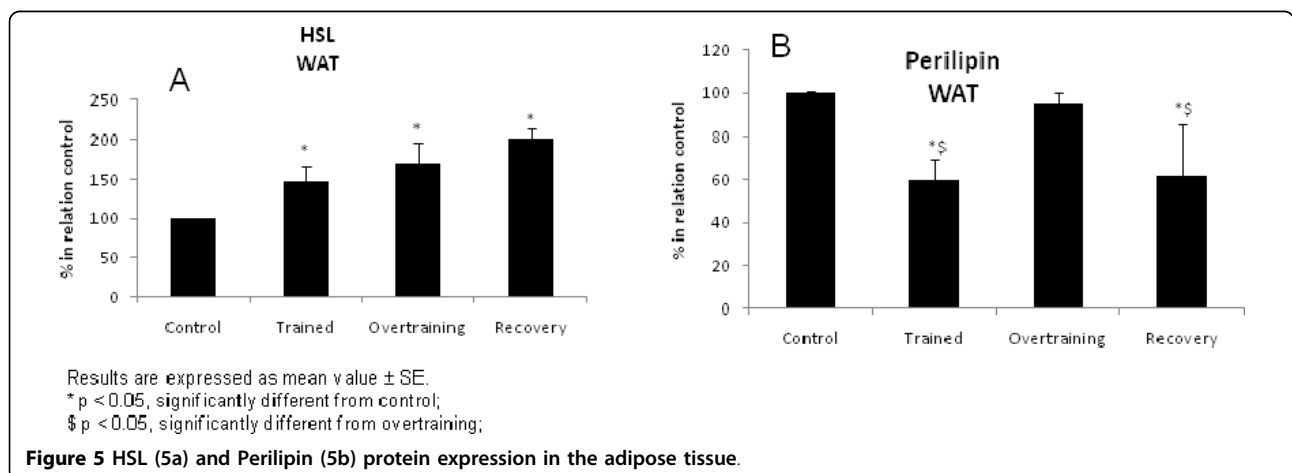 HSL
WAT
A
% in relation control
250
200
150
100
50
0
*
*
*
Control Trained Overtraining Recovery
B
Perilipin
WAT
% in relation control
120
100
80
60
40
20
0
*$
*$
Control Trained Overtraining Recovery
Results are expressed as mean value ± SE.
* p < 0.05, significantly different from control;
$ p < 0.05, significantly different from overtraining;
Figure 5 HSL (5a) and Perilipin (5b) protein expression in the adipose tissue.